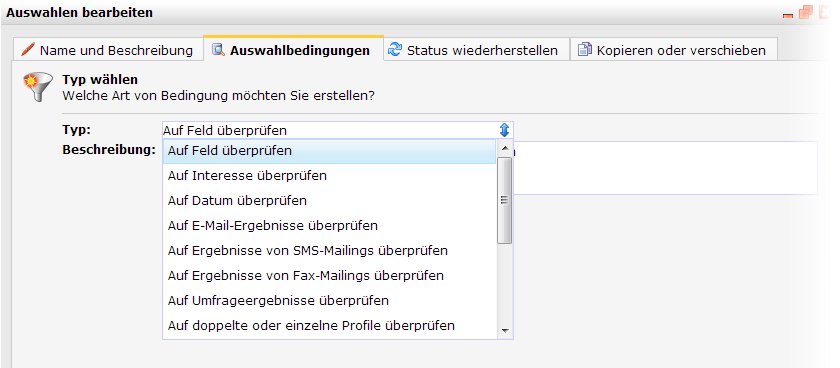 Auswahlen bearbeiten
Name und Beschreibung Auswahlbedingungen Status wiederherstellen Kopieren oder verschieben
Typ wählen
Welche Art von Bedingung möchten Sie erstellen?
Typ: Auf Feld überprüfen
Beschreibung: Auf Feld überprüfen
Auf Interesse überprüfen
Auf Datum überprüfen
Auf E-Mail-Ergebnisse überprüfen
Auf Ergebnisse von SMS-Mailings überprüfen
Auf Ergebnisse von Fax-Mailings überprüfen
Auf Umfrageergebnisse überprüfen
Auf doppelte oder einzelne Profile überprüfen